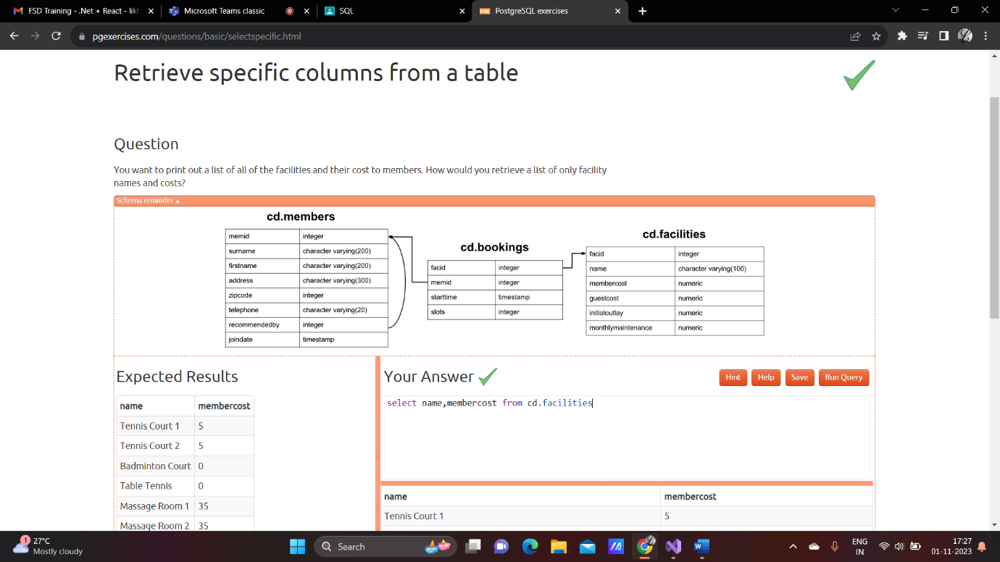 FSD Training - .Net + React - likh
Microsoft Teams classic
SQL
PostgreSQL exercises
pgexercises.com/questions/basic/selectspecific.html
Retrieve specific columns from a table
Question
You want to print out a list of all of the facilities and their cost to members. How would you retrieve a list of only facility
names and costs?
Schema reminder ▲
cd.members
memid integer
surname character varying(200)
firstname character varying(200)
address character varying(300)
zipcode integer
telephone character varying(20)
recommendedby integer
joindate timestamp
cd.bookings
facid integer
memid integer
starttime timestamp
slots integer
cd.facilities
facid integer
name character varying(100)
membercost numeric
guestcost numeric
initialoutlay numeric
monthlymaintenance numeric
Expected Results
name membercost
Tennis Court 1 5
Tennis Court 2 5
Badminton Court 0
Table Tennis 0
Massage Room 1 35
Massage Room 2 35
Your Answer
Hint Help Save Run Query
select name,membercost from cd.facilities
name membercost
Tennis Court 1 5
1
27°C
Mostly cloudy
Search
ENG
IN
17:27
01-11-2023